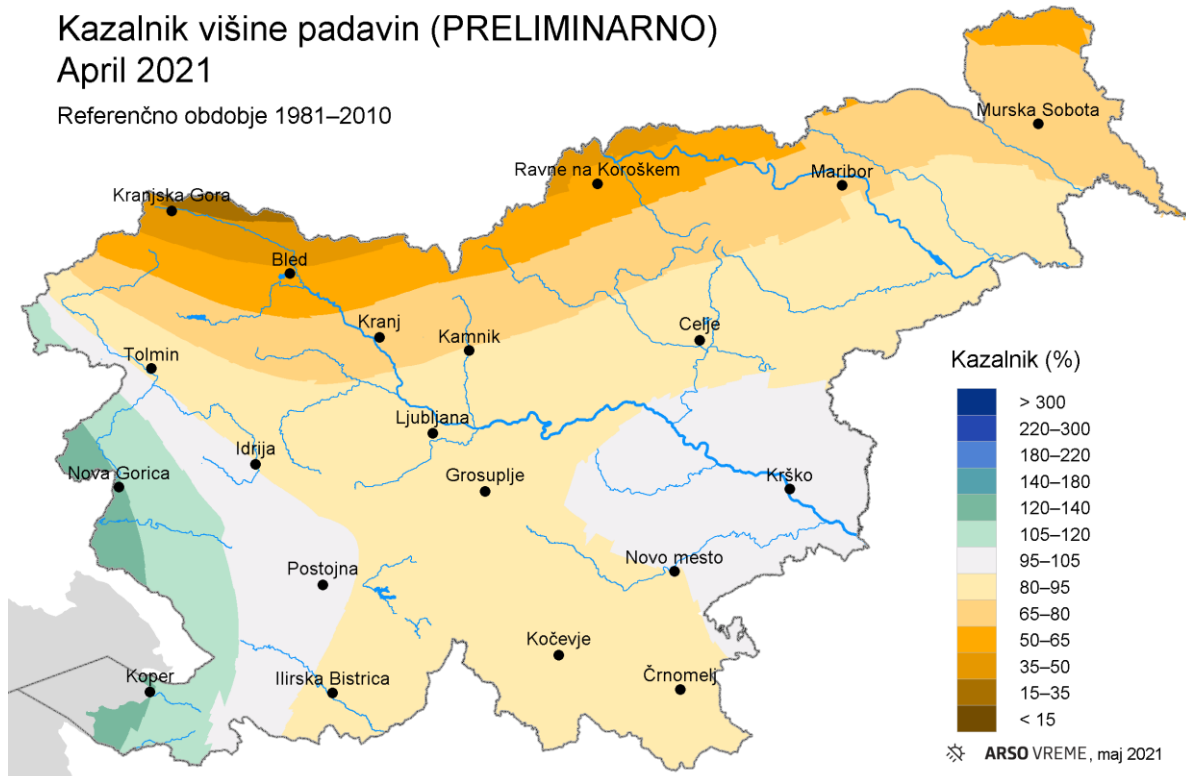 Kazalnik višine padavin (PRELIMINARNO)
April 2021
Referenčno obdobje 1981–2010
Murska Sobota
Ravne na Koroškem
Maribor
Kranjska Gora
Bled
Kranj
Kamnik
Celje
Tolmin
Ljubljana
Idrija
Nova Gorica
Grosuplje
Krško
Novo mesto
Postojna
Kočevje
Koper
Ilirska Bistrica
Črnomelj
Kazalnik (%)
> 300
220–300
180–220
140–180
120–140
105–120
95–105
80–95
65–80
50–65
35–50
15–35
< 15
ARSO VREME, maj 2021